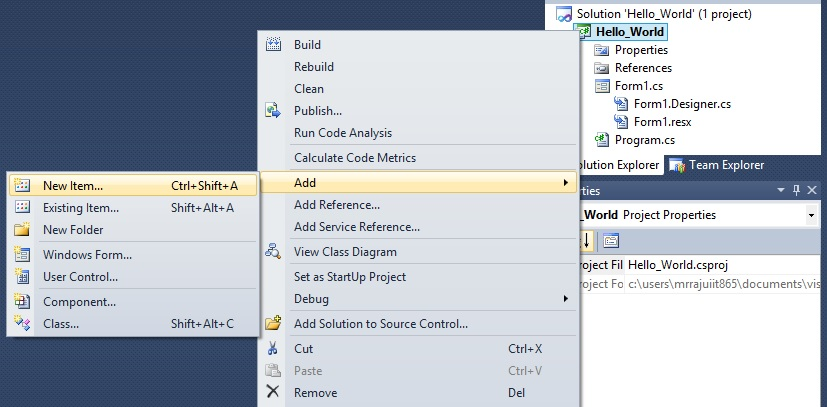 Solution 'Hello_World' (1 project)
Hello_World
Properties
References
Form1.cs
Form1.Designer.cs
Form1.resx
Program.cs
olution Explorer Team Explorer
rties
_World Project Properties
roject Fil Hello_World.csproj
roject Fo c:\users\mrrajuiit865\documents\vis
Build
Rebuild
Clean
Publish...
Run Code Analysis
Calculate Code Metrics
Add
Add Reference...
Add Service Reference...
View Class Diagram
Set as StartUp Project
Debug
Add Solution to Source Control...
Cut Ctrl+X
Paste Ctrl+V
Remove Del
New Item... Ctrl+Shift+A
Existing Item... Shift+Alt+A
New Folder
Windows Form...
User Control...
Component...
Class... Shift+Alt+C